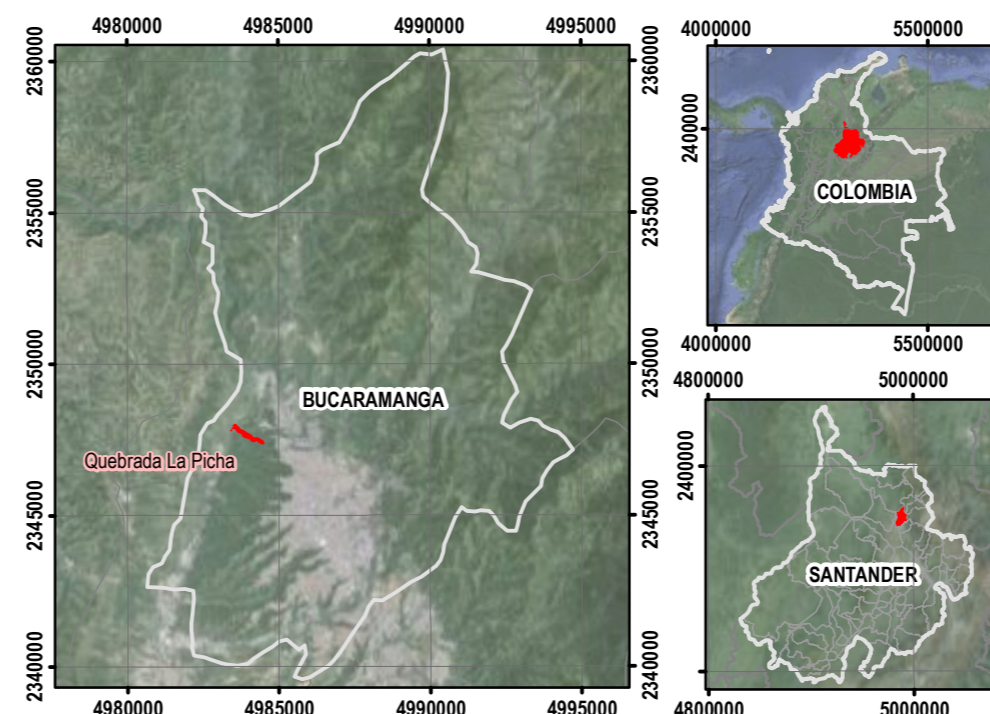 4980000 4985000 4990000 4995000
2360000 2360000
2355000 2355000
2350000 2350000
BUCARAMANGA
Quebrada La Picha
2345000 2345000
2340000 2340000
4980000 4985000 4990000 4995000
4000000 5500000
2400000
COLOMBIA
4000000 5500000
4800000 5000000
2400000
SANTANDER
4800000 5000000